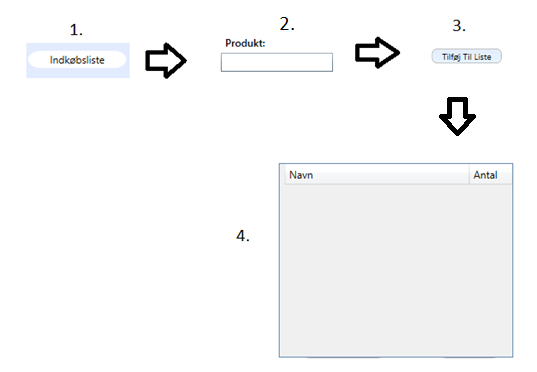 1.
2.
3.
Indkøbsliste
Produkt:
Tilføj Til Liste
4.
Navn Antal